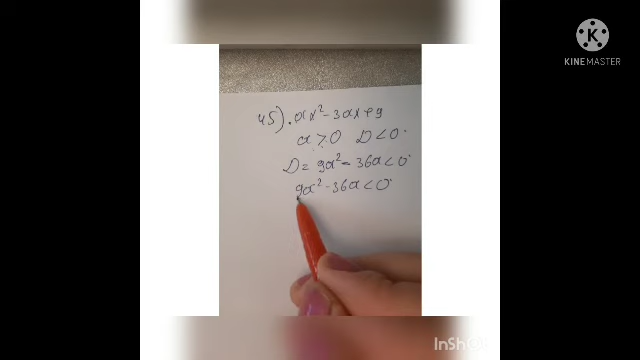 45). ax² - 3ax + 9
a > 0 D < 0
D = 9a² - 36a < 0
9a² - 36a < 0
KINEMASTER
InShOt